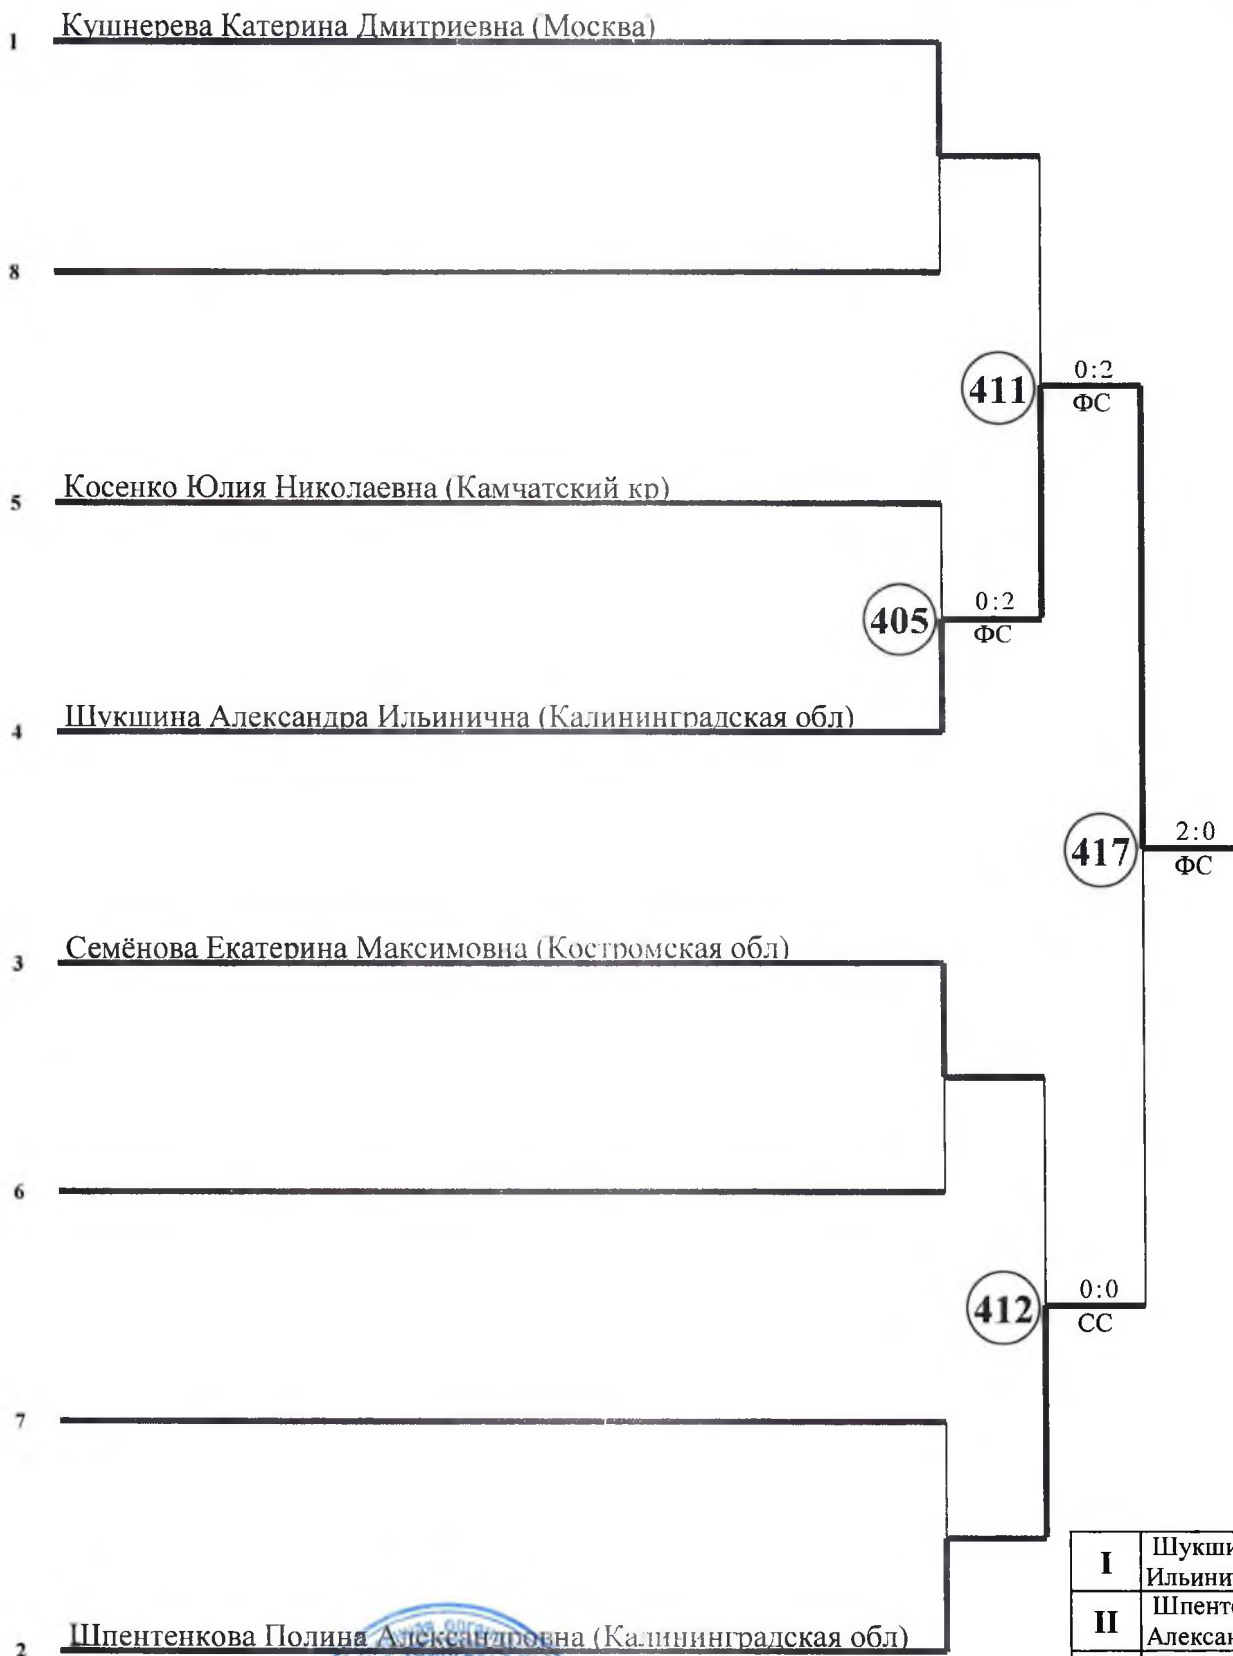 1 Кушнерева Катерина Дмитриевна (Москва)
8
411 0:2
ФС
5 Косенко Юлия Николаевна (Камчатский кр)
405 0:2
ФС
4 Шукшина Александра Ильинична (Калининградская обл)
417 2:0
ФС
3 Семёнова Екатерина Максимовна (Костромская обл)
6
412 0:0
СС
7
I Шукши
Ильини
II Шпент
Алексан
2 Шпентенкова Полина Александровна (Калининградская обл)